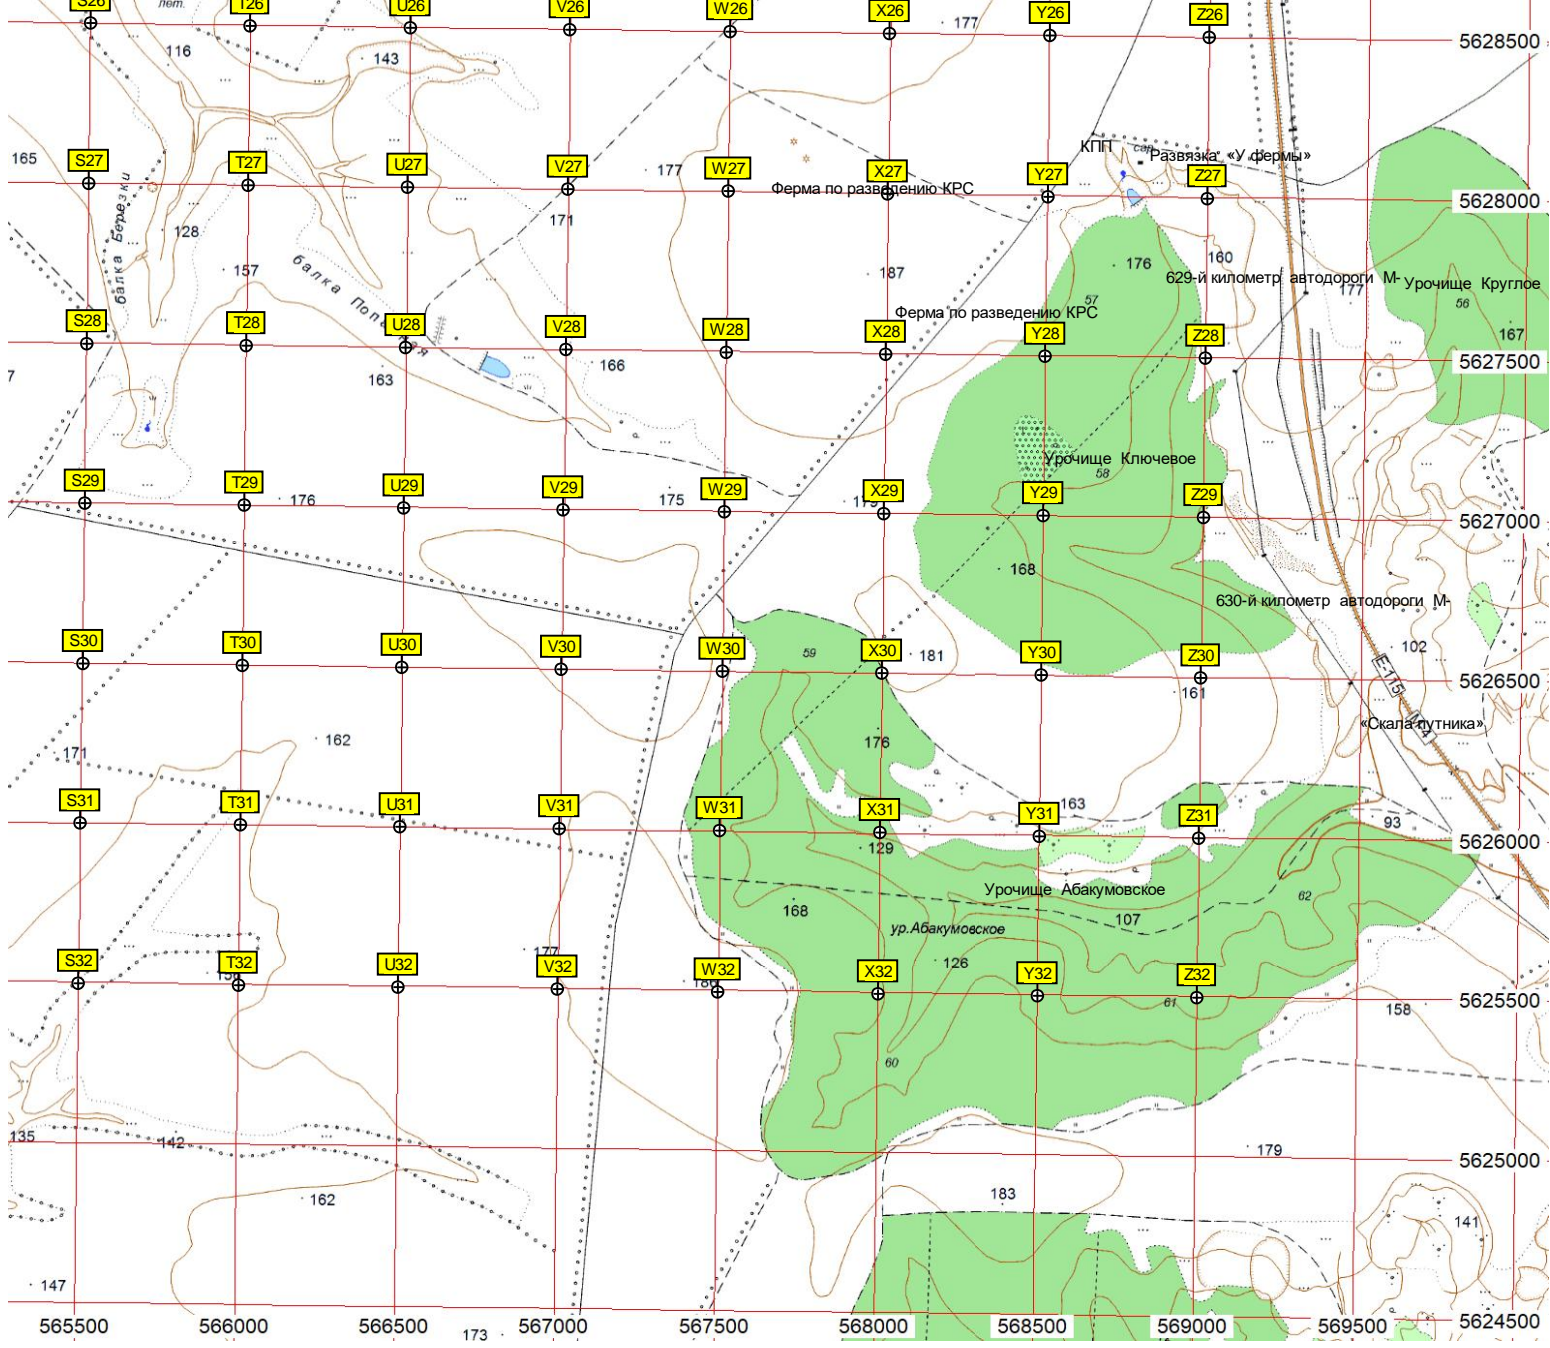 S26
T26
U26
V26
W26
X26
Y26
Z26
лет.
177
5628500
116
143
КПП
сар.
Развязка «У фермы»
165
S27
T27
U27
V27
177
W27
X27
Y27
Z27
Ферма по разведению КРС
5628000
балка Березки
128
171
157
балка
187
176
160
629-й километр автодороги М-
177
Урочище Круглое
56
57
Ферма по разведению КРС
167
S28
T28
U28
V28
W28
X28
Y28
Z28
5627500
7
163
166
Урочище Ключевое
58
S29
T29
176
U29
V29
175
W29
X29
Y29
Z29
5627000
168
630-й километр автодороги М-
S30
T30
U30
V30
W30
59
X30
181
Y30
Z30
102
5626500
161
Е-115
«Скала путника»
М-4
171
162
176
S31
T31
U31
V31
W31
X31
163
Y31
Z31
93
5626000
129
Урочище Абакумовское
62
168
107
ур.Абакумовское
177
S32
T32
U32
V32
W32
X32
126
Y32
Z32
5625500
61
158
60
135
142
179
5625000
162
183
141
147
565500
566000
566500
567000
567500
568000
568500
569000
569500
5624500
173